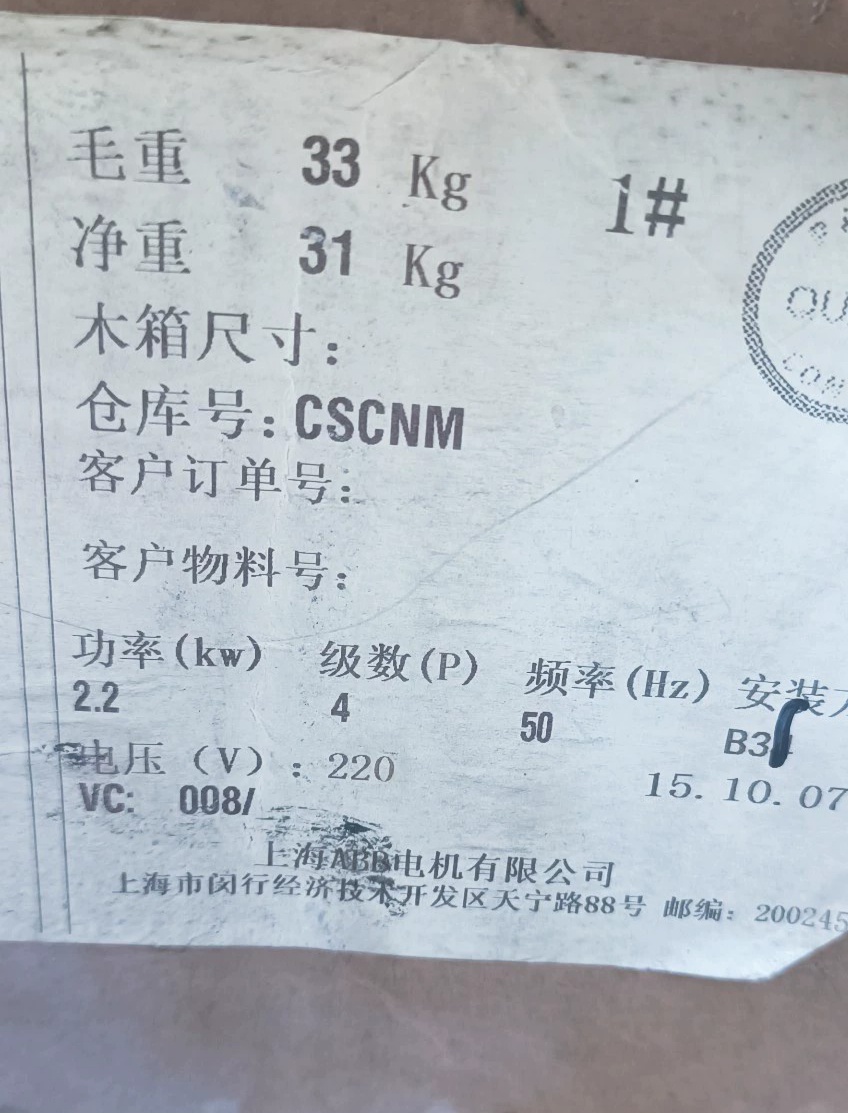 毛重 33 Kg 1#
净重 31 Kg
木箱尺寸:
仓库号: CSCNM
客户订单号:
客户物料号:
功率(kw) 级数(P) 频率(Hz) 安装
2.2 4 50 B3
电压 (V) : 220 15. 10. 07
VC: 008/
上海ABB电机有限公司
上海市闵行经济技术开发区天宁路88号 邮编: 200245